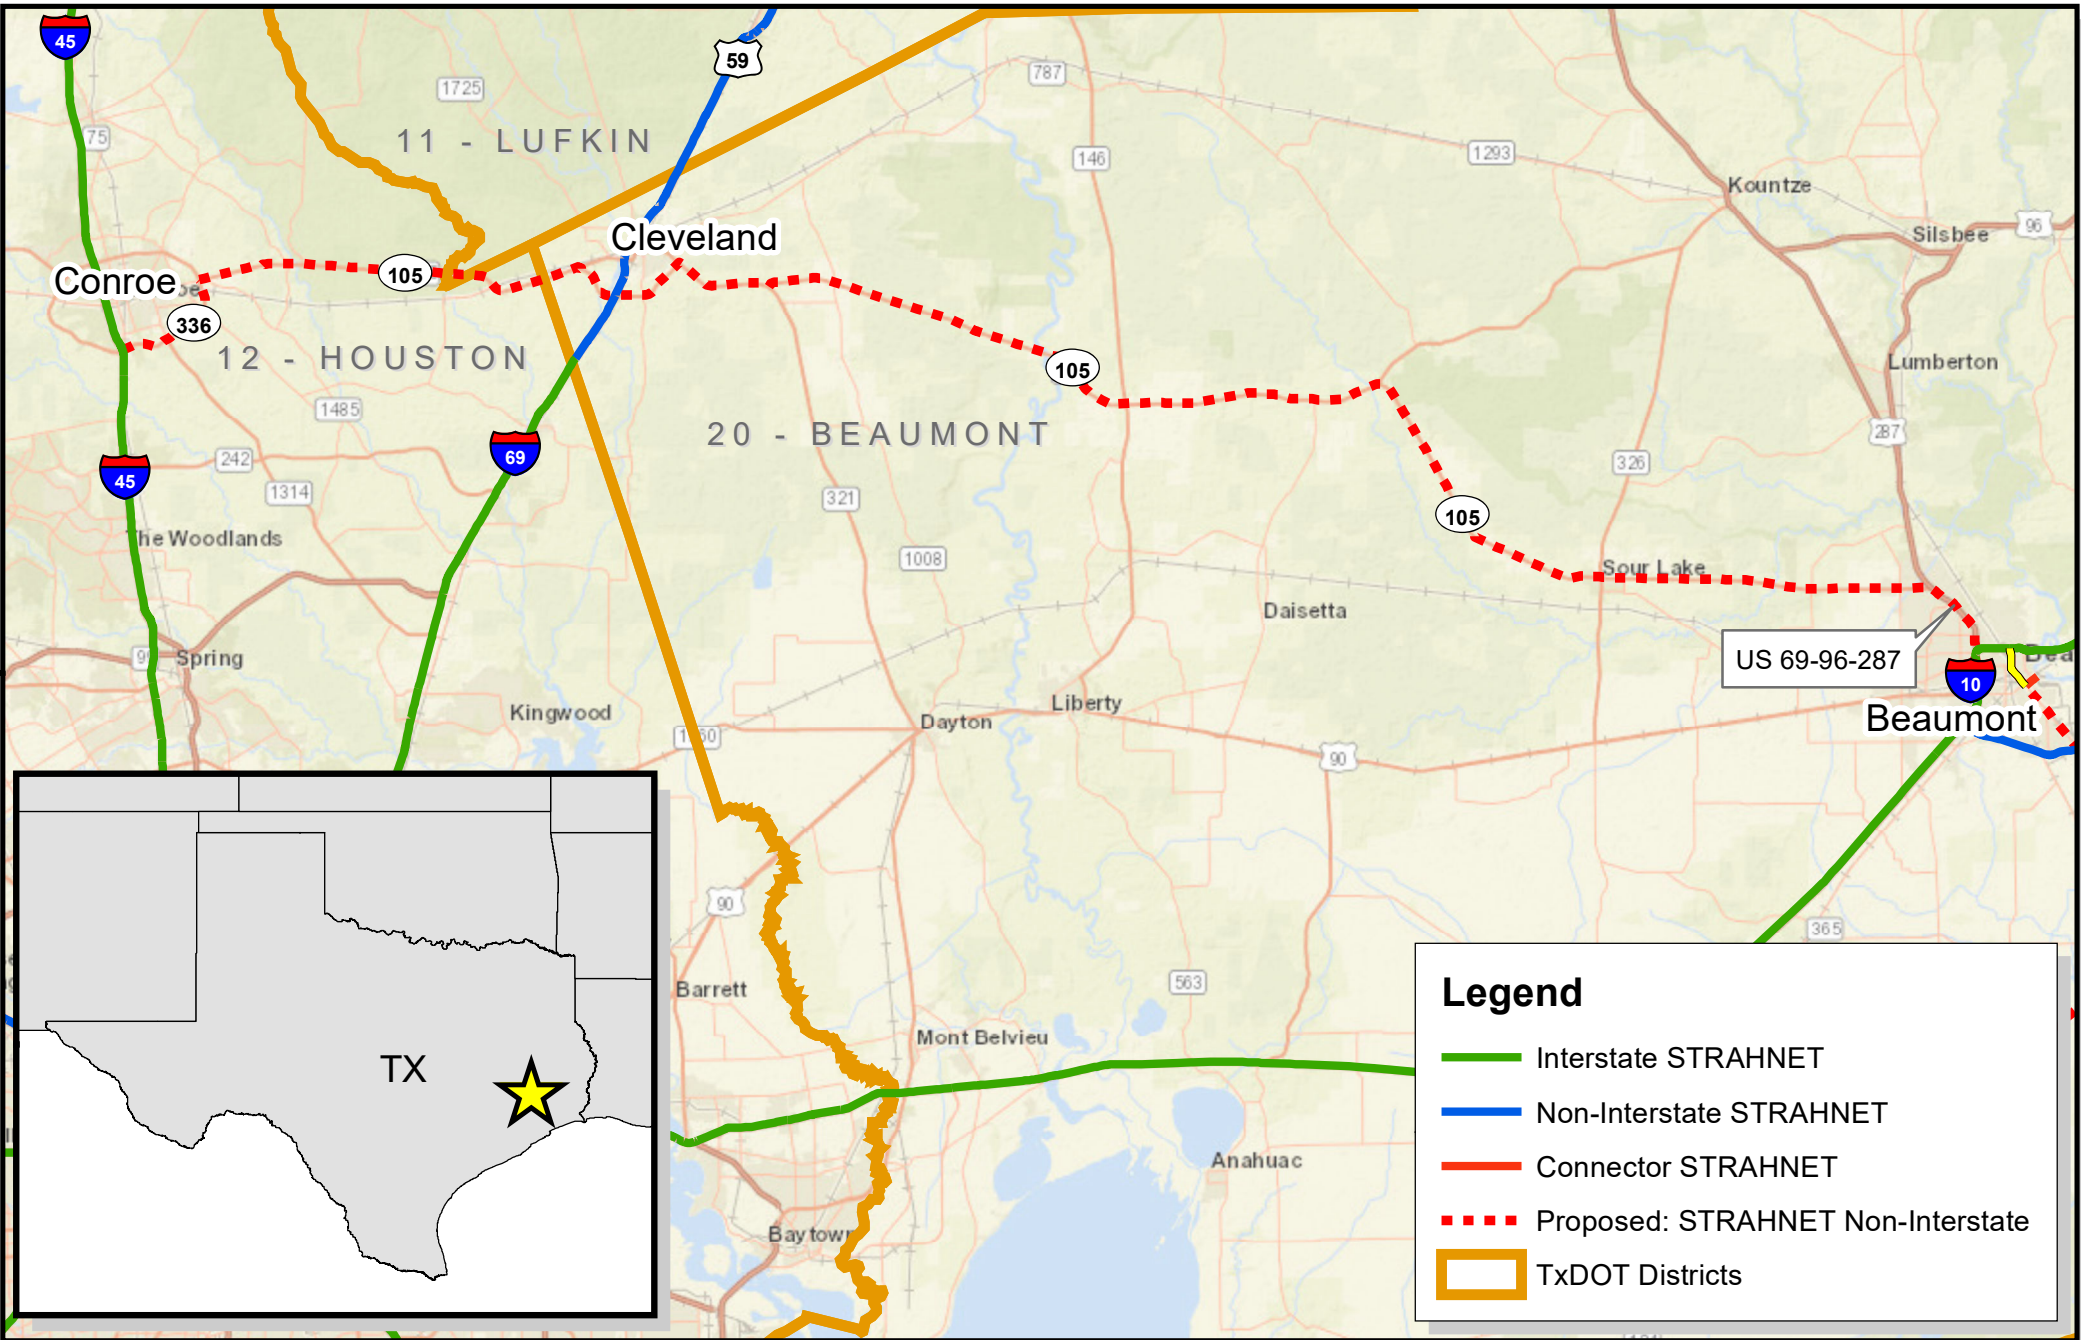 45
59
787
1725
75
11 - LUFKIN
146
1293
Kountze
96
Silsbee
Cleveland
105
Conroe
336
12 - HOUSTON
105
Lumberton
1485
20 - BEAUMONT
287
242
69
326
45
1314
321
105
The Woodlands
1008
Sour Lake
Daisetta
Spring
US 69-96-287
10
Kingwood
Liberty
Dayton
Beaumont
90
90
365
Barrett
563
Mont Belvieu
Anahuac
Baytown
TX
Legend
Interstate STRAHNET
Non-Interstate STRAHNET
Connector STRAHNET
Proposed: STRAHNET Non-Interstate
TxDOT Districts